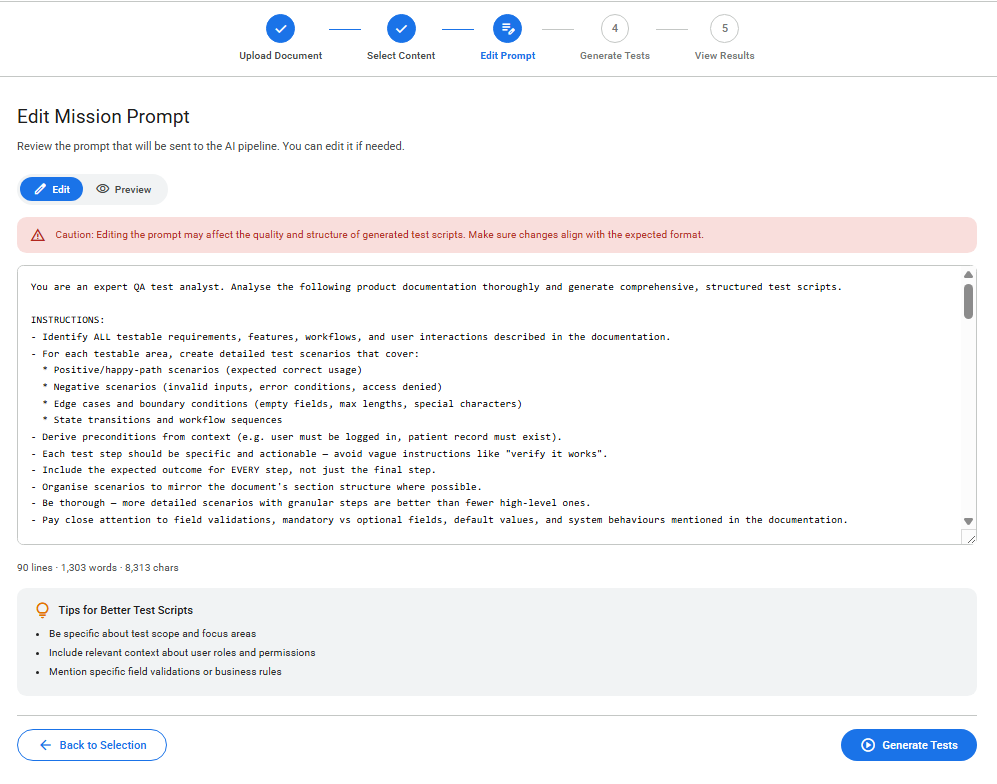 Upload Document
Select Content
Edit Prompt
4
Generate Tests
5
View Results
Edit Mission Prompt
Review the prompt that will be sent to the AI pipeline. You can edit it if needed.
Edit
Preview
Caution: Editing the prompt may affect the quality and structure of generated test scripts. Make sure changes align with the expected format.
You are an expert QA test analyst. Analyse the following product documentation thoroughly and generate comprehensive, structured test scripts.
INSTRUCTIONS:
- Identify ALL testable requirements, features, workflows, and user interactions described in the documentation.
- For each testable area, create detailed test scenarios that cover:
* Positive/happy-path scenarios (expected correct usage)
* Negative scenarios (invalid inputs, error conditions, access denied)
* Edge cases and boundary conditions (empty fields, max lengths, special characters)
* State transitions and workflow sequences
- Derive preconditions from context (e.g. user must be logged in, patient record must exist).
- Each test step should be specific and actionable — avoid vague instructions like "verify it works".
- Include the expected outcome for EVERY step, not just the final step.
- Organise scenarios to mirror the document's section structure where possible.
- Be thorough — more detailed scenarios with granular steps are better than fewer high-level ones.
- Pay close attention to field validations, mandatory vs optional fields, default values, and system behaviours mentioned in the documentation.
90 lines · 1,303 words · 8,313 chars
Tips for Better Test Scripts
• Be specific about test scope and focus areas
• Include relevant context about user roles and permissions
• Mention specific field validations or business rules
Back to Selection
Generate Tests